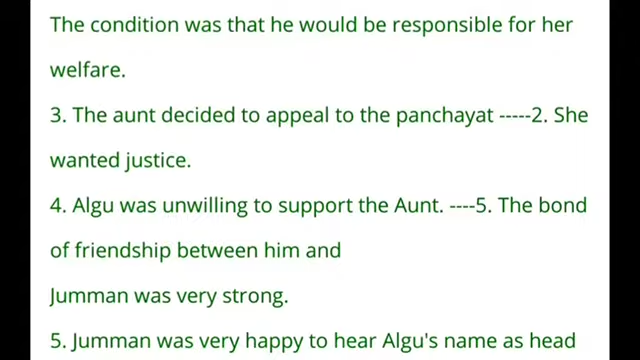 The condition was that he would be responsible for her
welfare.
3. The aunt decided to appeal to the panchayat -----2. She
wanted justice.
4. Algu was unwilling to support the Aunt. ----5. The bond
of friendship between him and
Jumman was very strong.
5. Jumman was very happy to hear Algu's name as head